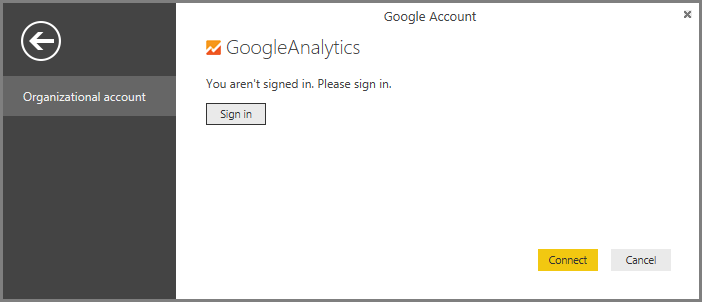 Google Account
GoogleAnalytics
Organizational account
You aren't signed in. Please sign in.
Sign in
Connect
Cancel